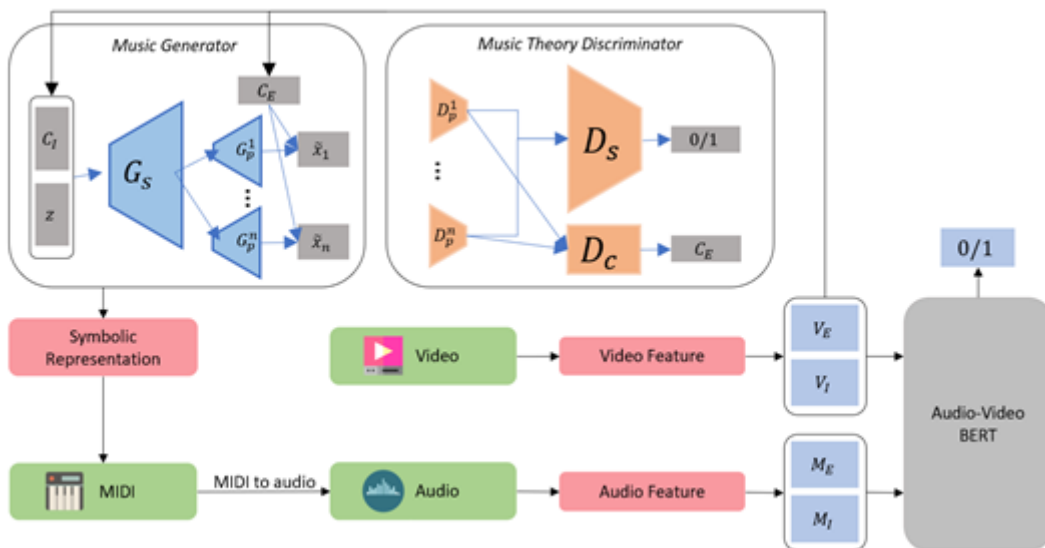 Music Generator
C_E
C_I
z
G_s
G_p^1
...
G_p^n
x̃_1
x̃_n
Music Theory Discriminator
D_p^1
...
D_p^n
D_s
D_c
0/1
C_E
Symbolic
Representation
Video
Video Feature
V_E
V_I
0/1
Audio-Video
BERT
MIDI
MIDI to audio
Audio
Audio Feature
M_E
M_I